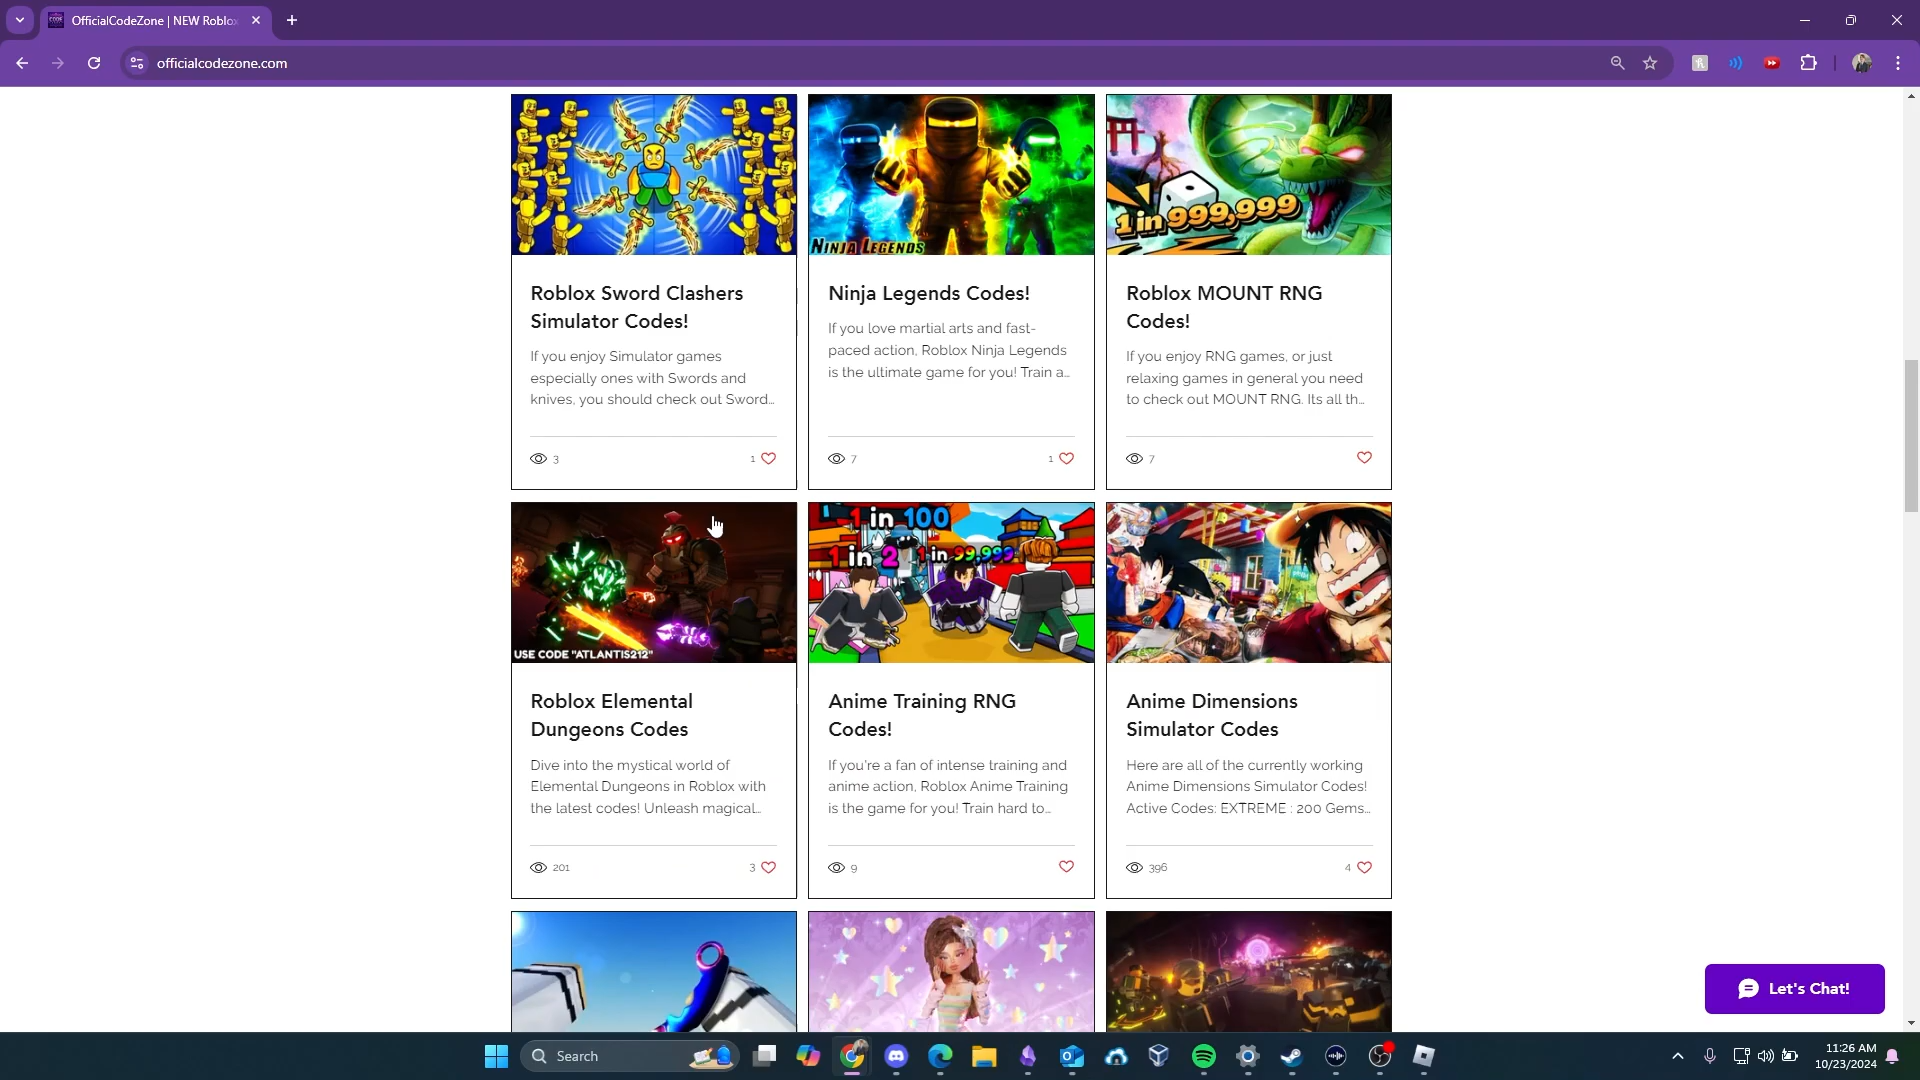 OfficialCodeZone | NEW Roblox
officialcodezone.com
NINJA LEGENDS
1 in 999,999
Roblox Sword Clashers
Simulator Codes!
If you enjoy Simulator games
especially ones with Swords and
knives, you should check out Sword...
3
1
Ninja Legends Codes!
If you love martial arts and fast-
paced action, Roblox Ninja Legends
is the ultimate game for you! Train a...
7
1
Roblox MOUNT RNG
Codes!
If you enjoy RNG games, or just
relaxing games in general you need
to check out MOUNT RNG. Its all th...
7
USE CODE "ATLANTIS212"
1 in 100
1 in 2
1 in 99,999
Roblox Elemental
Dungeons Codes
Dive into the mystical world of
Elemental Dungeons in Roblox with
the latest codes! Unleash magical...
201
3
Anime Training RNG
Codes!
If you're a fan of intense training and
anime action, Roblox Anime Training
is the game for you! Train hard to...
9
Anime Dimensions
Simulator Codes
Here are all of the currently working
Anime Dimensions Simulator Codes!
Active Codes: EXTREME : 200 Gems...
396
4
Let's Chat!
Search
11:26 AM
10/23/2024